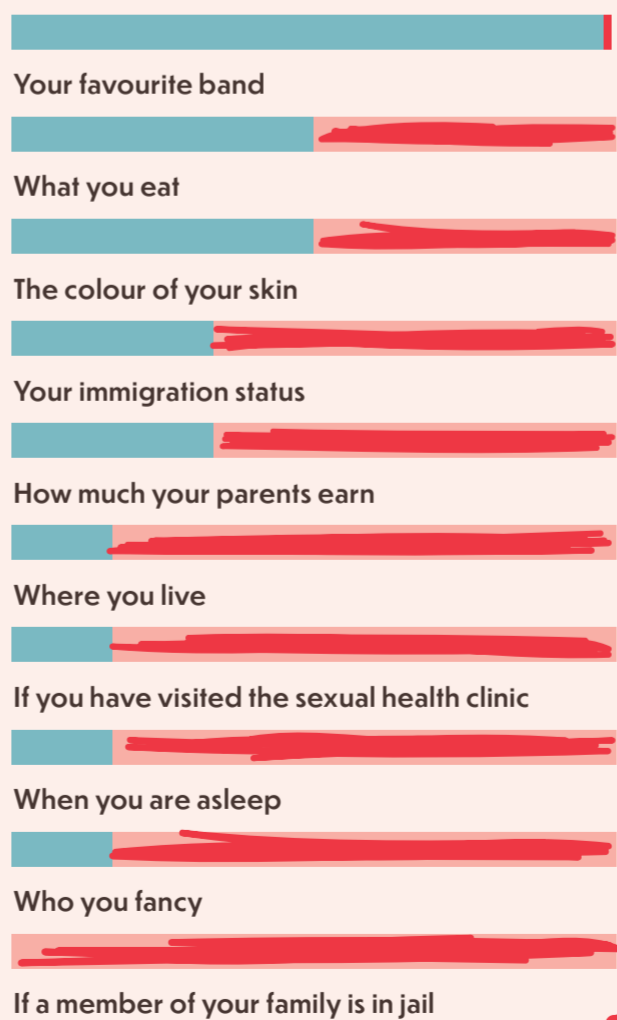 Your favourite band
What you eat
The colour of your skin
Your immigration status
How much your parents earn
Where you live
If you have visited the sexual health clinic
When you are asleep
Who you fancy
If a member of your family is in jail